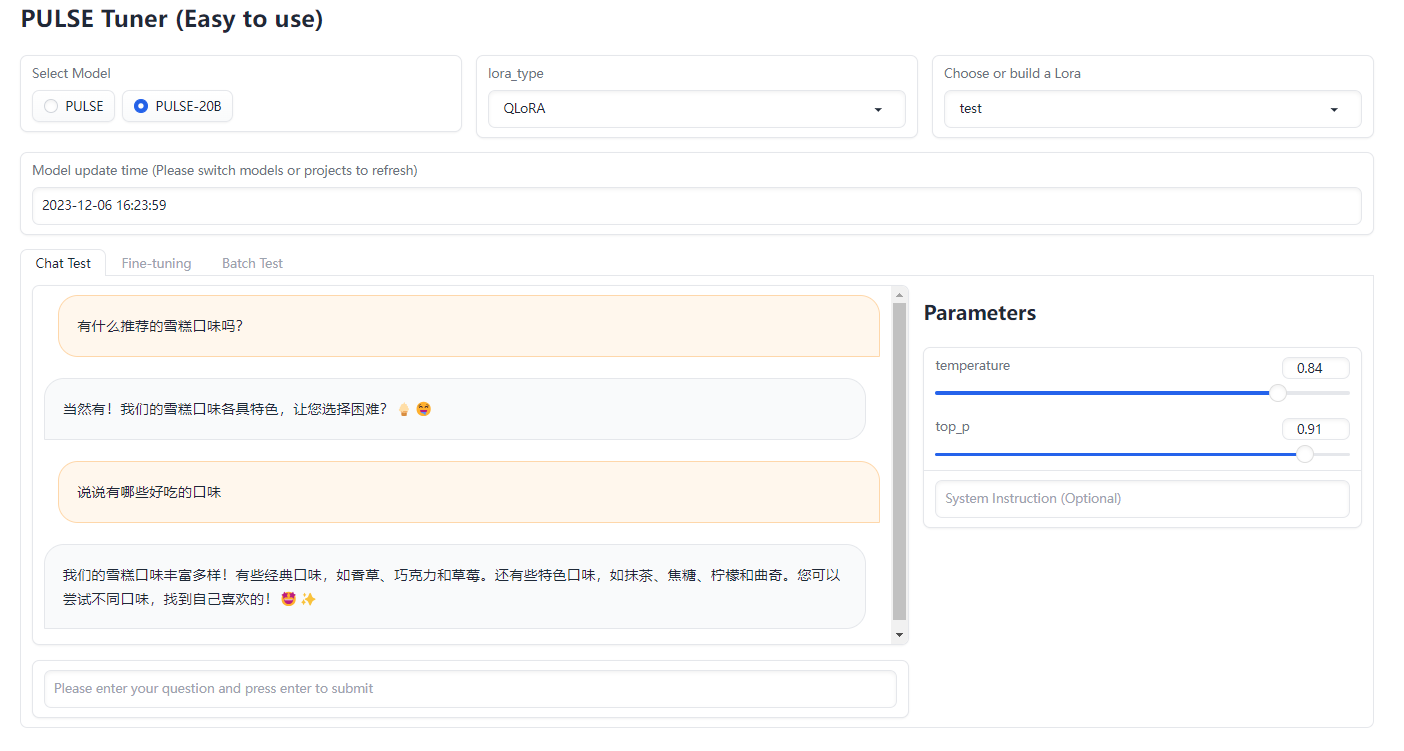 PULSE Tuner (Easy to use)
Select Model
PULSE
PULSE-20B
lora_type
QLoRA
Choose or build a Lora
test
Model update time (Please switch models or projects to refresh)
2023-12-06 16:23:59
Chat Test
Fine-tuning
Batch Test
有什么推荐的雪糕口味吗?
当然有！我们的雪糕口味各具特色，让您选择困难？🍦😄
说说有哪些好吃的口味
我们的雪糕口味丰富多样！有些经典口味，如香草、巧克力和草莓。还有些特色口味，如抹茶、焦糖、柠檬和曲奇。您可以
尝试不同口味，找到自己喜欢的！🤩✨
Please enter your question and press enter to submit
Parameters
temperature
0.84
top_p
0.91
System Instruction (Optional)